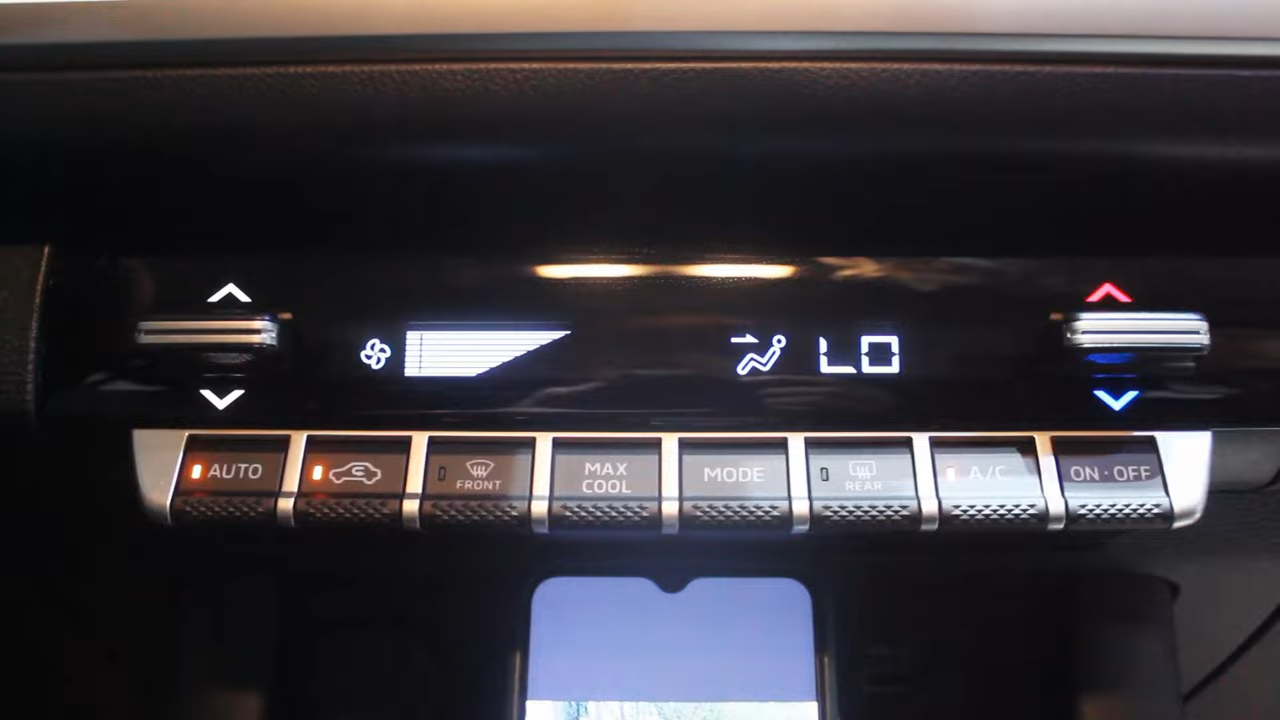 LO
AUTO
FRONT
MAX
COOL
MODE
REAR
A/C
ON·OFF